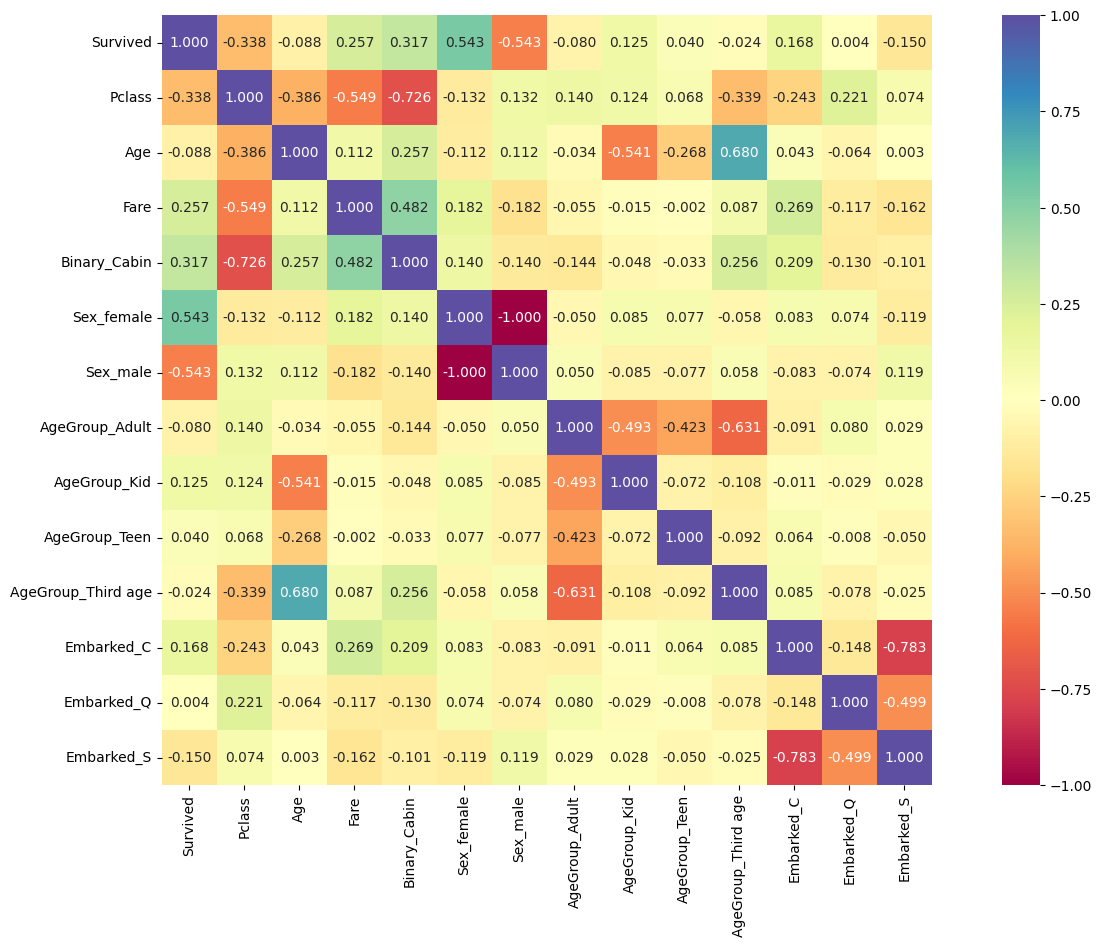 Survived 1.000 -0.338 -0.088 0.257 0.317 0.543 -0.543 -0.080 0.125 0.040 -0.024 0.168 0.004 -0.150
Pclass -0.338 1.000 -0.386 -0.549 -0.726 -0.132 0.132 0.140 0.124 0.068 -0.339 -0.243 0.221 0.074
Age -0.088 -0.386 1.000 0.112 0.257 -0.112 0.112 -0.034 -0.541 -0.268 0.680 0.043 -0.064 0.003
Fare 0.257 -0.549 0.112 1.000 0.482 0.182 -0.182 -0.055 -0.015 -0.002 0.087 0.269 -0.117 -0.162
Binary_Cabin 0.317 -0.726 0.257 0.482 1.000 0.140 -0.140 -0.144 -0.048 -0.033 0.256 0.209 -0.130 -0.101
Sex_female 0.543 -0.132 -0.112 0.182 0.140 1.000 -1.000 -0.050 0.085 0.077 -0.058 0.083 0.074 -0.119
Sex_male -0.543 0.132 0.112 -0.182 -0.140 -1.000 1.000 0.050 -0.085 -0.077 0.058 -0.083 -0.074 0.119
AgeGroup_Adult -0.080 0.140 -0.034 -0.055 -0.144 -0.050 0.050 1.000 -0.493 -0.423 -0.631 -0.091 0.080 0.029
AgeGroup_Kid 0.125 0.124 -0.541 -0.015 -0.048 0.085 -0.085 -0.493 1.000 -0.072 -0.108 -0.011 -0.029 0.028
AgeGroup_Teen 0.040 0.068 -0.268 -0.002 -0.033 0.077 -0.077 -0.423 -0.072 1.000 -0.092 0.064 -0.008 -0.050
AgeGroup_Third age -0.024 -0.339 0.680 0.087 0.256 -0.058 0.058 -0.631 -0.108 -0.092 1.000 0.085 -0.078 -0.025
Embarked_C 0.168 -0.243 0.043 0.269 0.209 0.083 -0.083 -0.091 -0.011 0.064 0.085 1.000 -0.148 -0.783
Embarked_Q 0.004 0.221 -0.064 -0.117 -0.130 0.074 -0.074 0.080 -0.029 -0.008 -0.078 -0.148 1.000 -0.499
Embarked_S -0.150 0.074 0.003 -0.162 -0.101 -0.119 0.119 0.029 0.028 -0.050 -0.025 -0.783 -0.499 1.000
Survived
Pclass
Age
Fare
Binary_Cabin
Sex_female
Sex_male
AgeGroup_Adult
AgeGroup_Kid
AgeGroup_Teen
AgeGroup_Third age
Embarked_C
Embarked_Q
Embarked_S
1.00
0.75
0.50
0.25
0.00
−0.25
−0.50
−0.75
−1.00